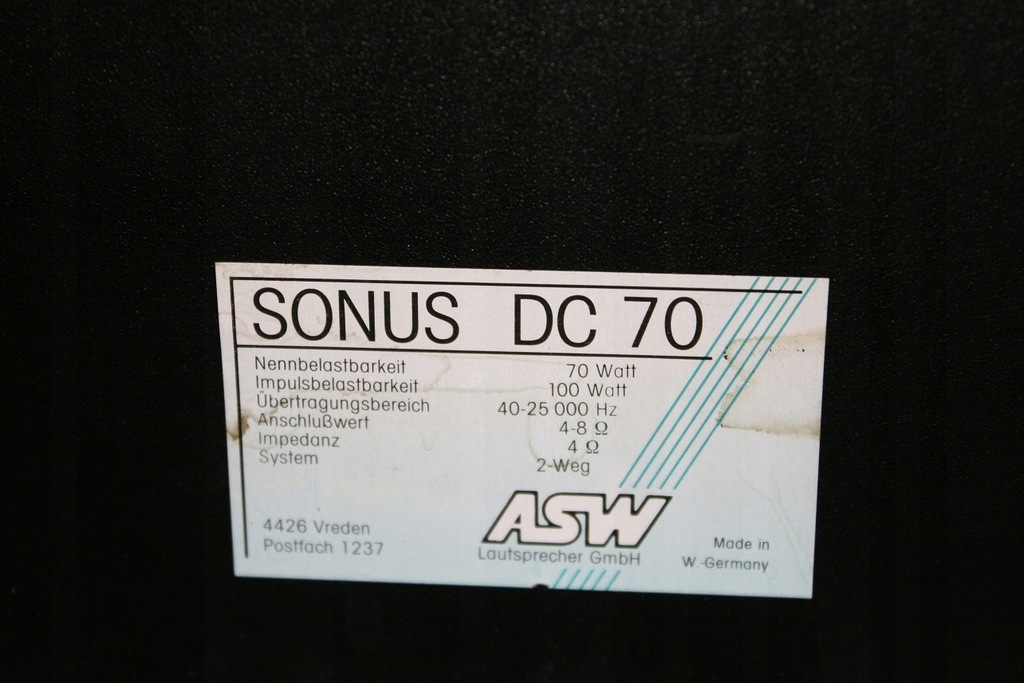 SONUS DC 70
Nennbelastbarkeit 70 Watt
Impulsbelastbarkeit 100 Watt
Übertragungsbereich 40-25 000 Hz
Anschlußwert 4-8 Ω
Impedanz 4 Ω
System 2-Weg
ASW
4426 Vreden
Postfach 1237
Lautsprecher GmbH
Made in
W.-Germany